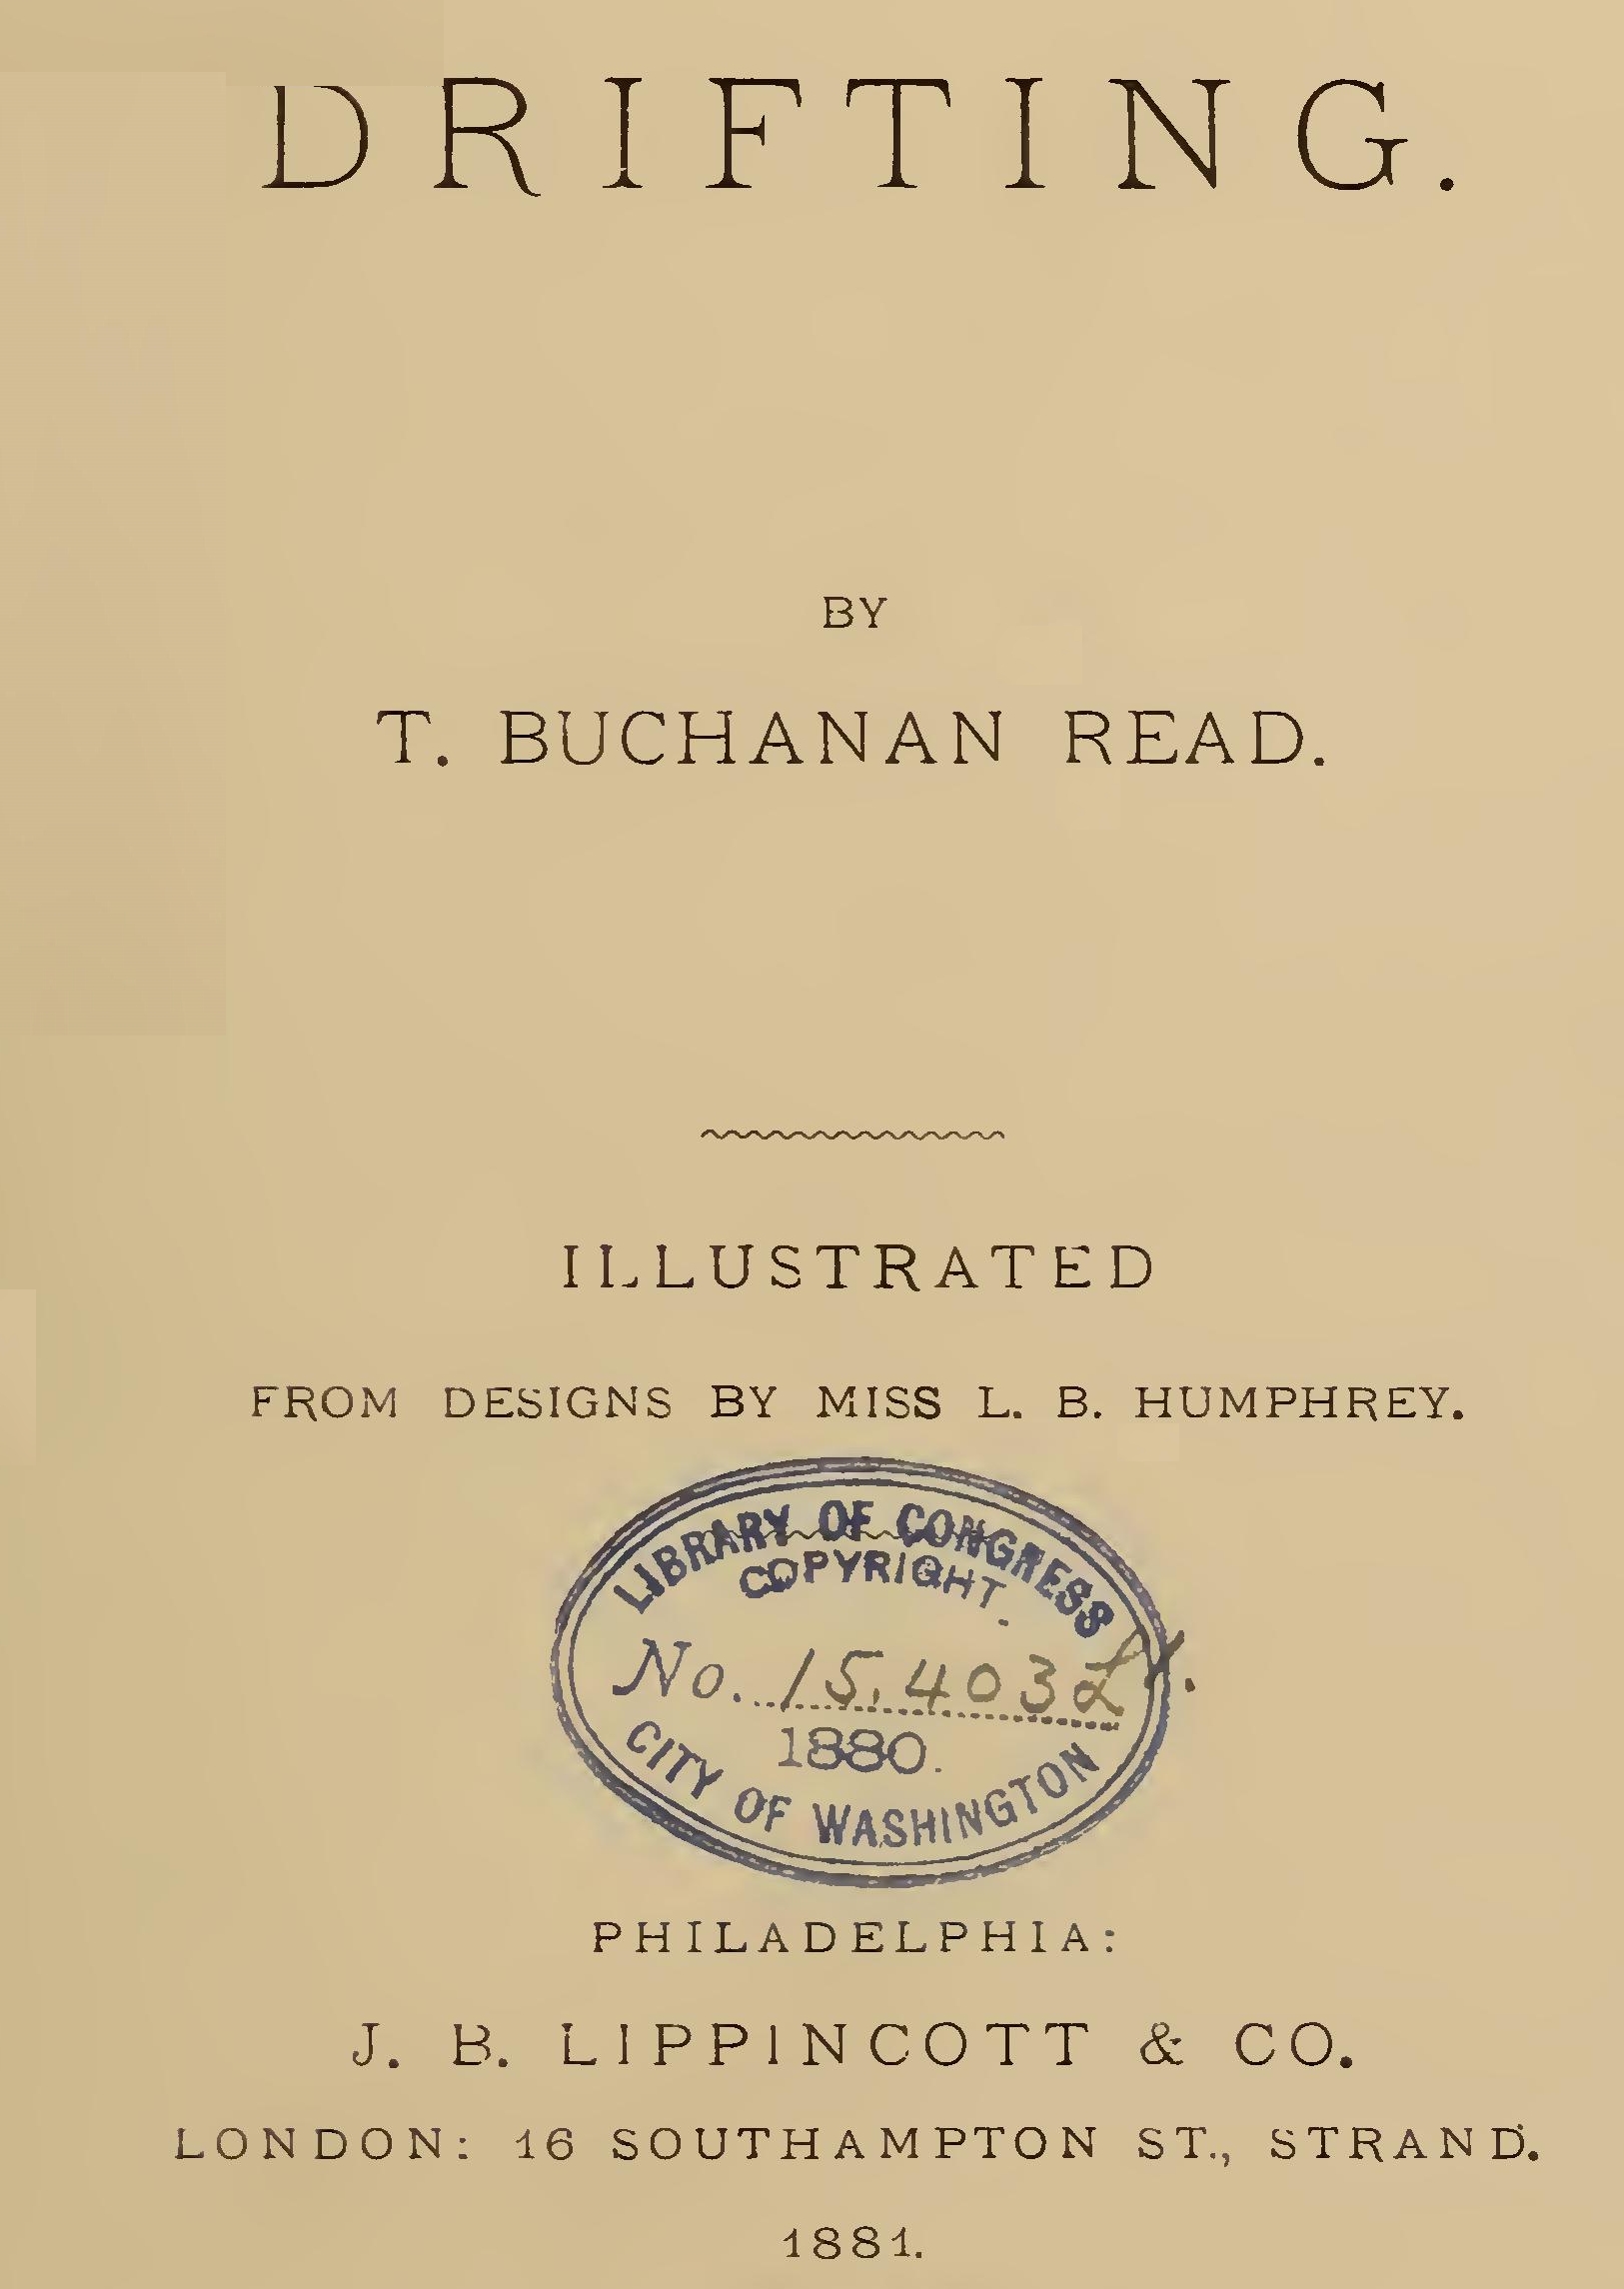 DRIFTING.
BY
T. BUCHANAN READ.
ILLUSTRATED
FROM DESIGNS BY MISS L. B. HUMPHREY.
LIBRARY OF CONGRESS
COPYRIGHT.
No. 15,403
1880.
CITY OF WASHINGTON
PHILADELPHIA:
J. B. LIPPINCOTT & CO.
LONDON: 16 SOUTHAMPTON ST., STRAND.
1881.